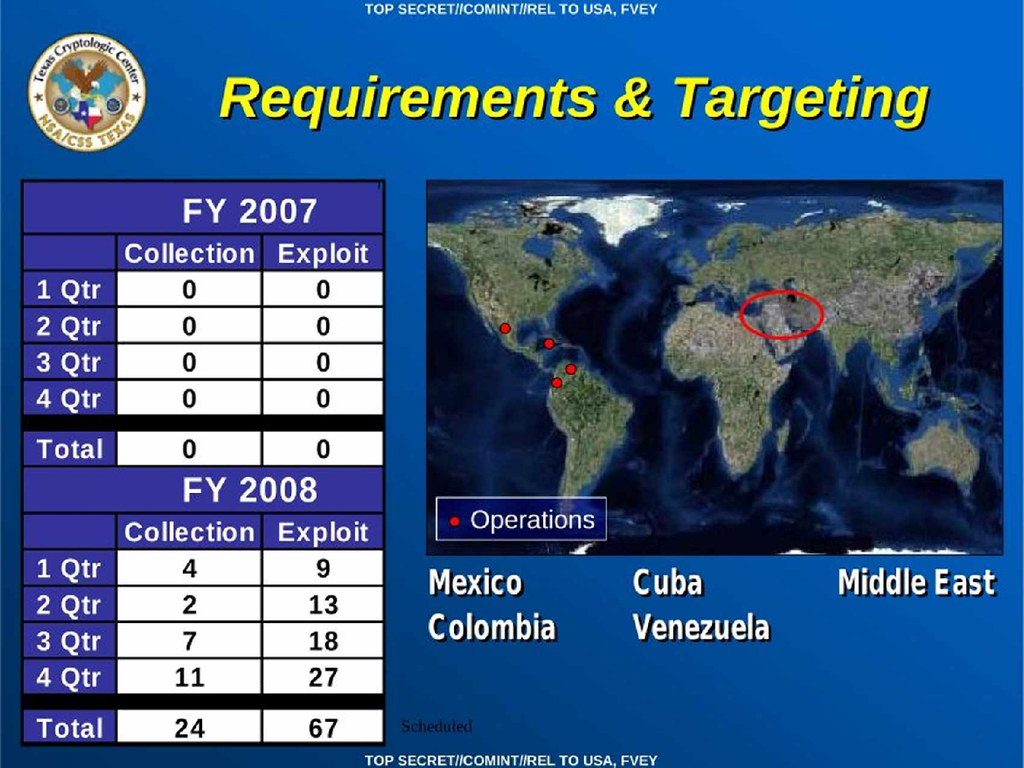 TOP SECRET//COMINT//REL TO USA, FVEY
Texas Cryptologic Center
NSA/CSS TEXAS
Requirements & Targeting
FY 2007
Collection Exploit
1 Qtr 0 0
2 Qtr 0 0
3 Qtr 0 0
4 Qtr 0 0
Total 0 0
FY 2008
Collection Exploit
1 Qtr 4 9
2 Qtr 2 13
3 Qtr 7 18
4 Qtr 11 27
Total 24 67
Operations
Mexico Cuba Middle East
Colombia Venezuela
Scheduled
TOP SECRET//COMINT//REL TO USA, FVEY